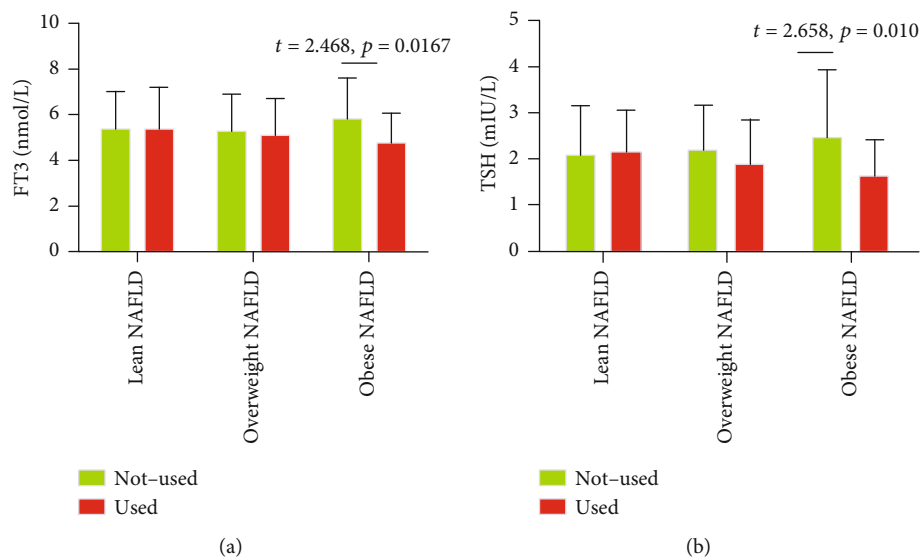 10
8
6
4
2
0
FT3 (nmol/L)
t = 2.468, p = 0.0167
Lean NAFLD
Overweight NAFLD
Obese NAFLD
Not–used
Used
(a)
5
4
3
2
1
0
TSH (mIU/L)
t = 2.658, p = 0.010
Lean NAFLD
Overweight NAFLD
Obese NAFLD
Not–used
Used
(b)